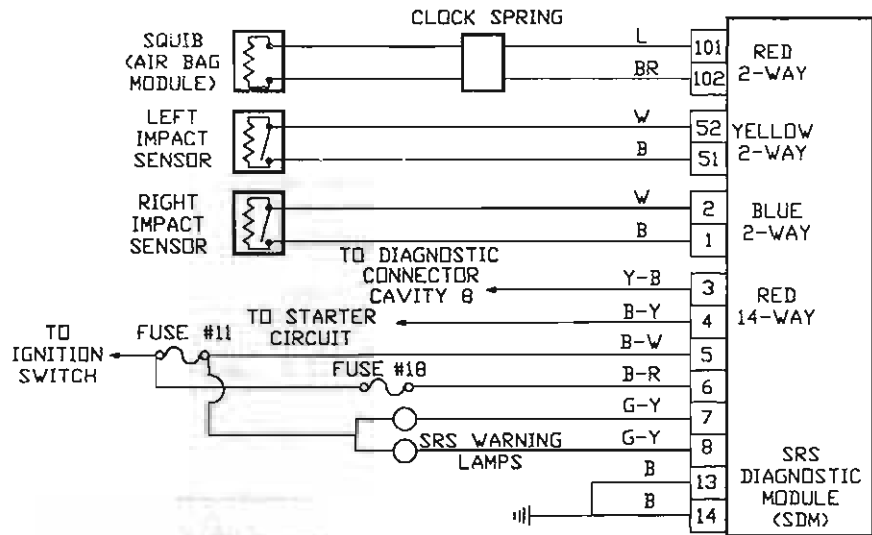 CLOCK SPRING
SQUIB
(AIR BAG
MODULE)
L
101
BR
102
RED
2-WAY
LEFT
IMPACT
SENSOR
W
52
B
51
YELLOW
2-WAY
RIGHT
IMPACT
SENSOR
W
2
B
1
BLUE
2-WAY
TO DIAGNOSTIC
CONNECTOR
CAVITY 8
Y-B
3
TO STARTER
CIRCUIT
B-Y
4
RED
14-WAY
TO
IGNITION
SWITCH
FUSE #11
B-W
5
FUSE #18
B-R
6
G-Y
7
G-Y
8
SRS WARNING
LAMPS
B
13
B
14
SRS
DIAGNOSTIC
MODULE
(SDM)